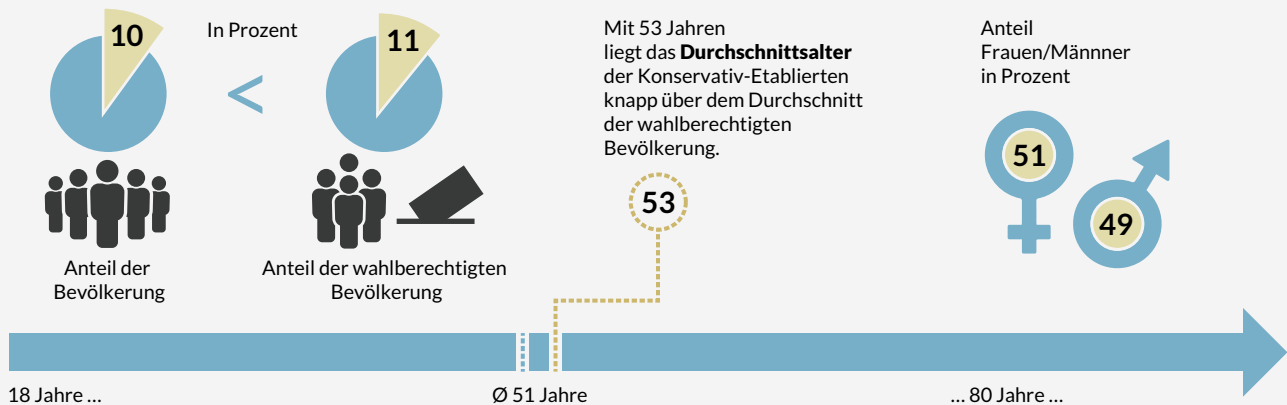 10
In Prozent
<
11
Anteil der
Bevölkerung
Anteil der wahlberechtigten
Bevölkerung
Mit 53 Jahren
liegt das Durchschnittsalter
der Konservativ-Etablierten
knapp über dem Durchschnitt
der wahlberechtigten
Bevölkerung.
53
Anteil
Frauen/Männner
in Prozent
51
49
18 Jahre ...
Ø 51 Jahre
... 80 Jahre ...